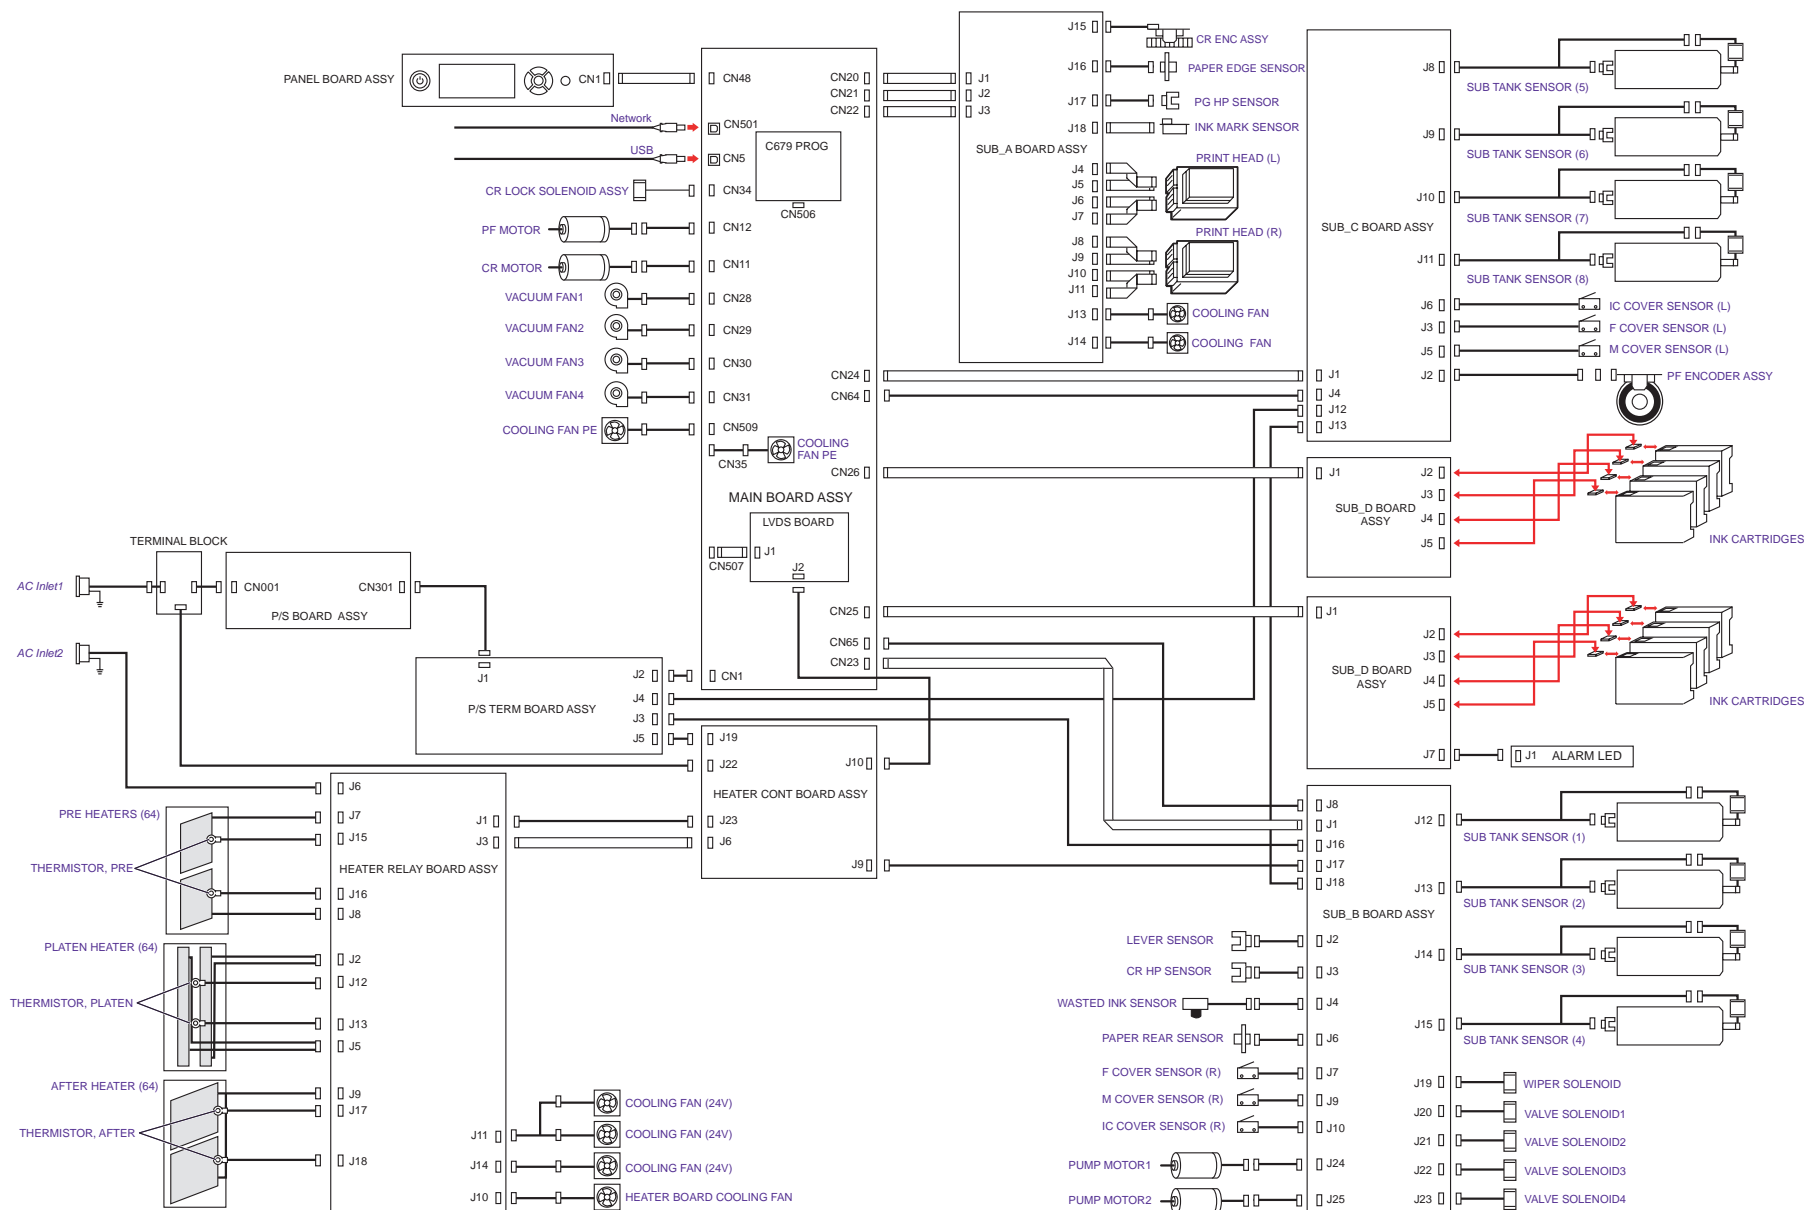 PANEL BOARD ASSY
CN1
CN48
Network
CN501
USB
CN5
C679 PROG
CN506
CR LOCK SOLENOID ASSY
CN34
PF MOTOR
CN12
CR MOTOR
CN11
VACUUM FAN1
CN28
VACUUM FAN2
CN29
VACUUM FAN3
CN30
VACUUM FAN4
CN31
COOLING FAN PE
CN509
CN35
COOLING
FAN PE
MAIN BOARD ASSY
LVDS BOARD
J1
J2
CN507
CN20
CN21
CN22
CN24
CN64
CN26
CN25
CN65
CN23
CN1
J1
J2
J3
SUB_A BOARD ASSY
J15
CR ENC ASSY
J16
PAPER EDGE SENSOR
J17
PG HP SENSOR
J18
INK MARK SENSOR
J4
J5
J6
J7
PRINT HEAD (L)
J8
J9
J10
J11
PRINT HEAD (R)
J13
COOLING FAN
J14
COOLING FAN
SUB_C BOARD ASSY
J1
J4
J12
J13
J8
SUB TANK SENSOR (5)
J9
SUB TANK SENSOR (6)
J10
SUB TANK SENSOR (7)
J11
SUB TANK SENSOR (8)
J6
IC COVER SENSOR (L)
J3
F COVER SENSOR (L)
J5
M COVER SENSOR (L)
J2
PF ENCODER ASSY
J1
J2
J3
SUB_D BOARD
ASSY
J4
J5
INK CARTRIDGES
J1
J2
J3
SUB_D BOARD
ASSY
J4
J5
INK CARTRIDGES
J7
J1 ALARM LED
TERMINAL BLOCK
AC Inlet1
CN001
CN301
P/S BOARD ASSY
AC Inlet2
J1
P/S TERM BOARD ASSY
J2
J4
J3
J5
J19
J22
J10
HEATER CONT BOARD ASSY
J23
J6
J9
J6
PRE HEATERS (64)
J7
J15
THERMISTOR, PRE
J16
J8
HEATER RELAY BOARD ASSY
J1
J3
PLATEN HEATER (64)
J2
J12
THERMISTOR, PLATEN
J13
J5
AFTER HEATER (64)
J9
J17
THERMISTOR, AFTER
J18
J11
COOLING FAN (24V)
COOLING FAN (24V)
J14
COOLING FAN (24V)
J10
HEATER BOARD COOLING FAN
J8
J1
J16
J17
J18
SUB_B BOARD ASSY
LEVER SENSOR
J2
CR HP SENSOR
J3
WASTED INK SENSOR
J4
PAPER REAR SENSOR
J6
F COVER SENSOR (R)
J7
M COVER SENSOR (R)
J9
IC COVER SENSOR (R)
J10
PUMP MOTOR1
J24
PUMP MOTOR2
J25
J12
SUB TANK SENSOR (1)
J13
SUB TANK SENSOR (2)
J14
SUB TANK SENSOR (3)
J15
SUB TANK SENSOR (4)
J19
WIPER SOLENOID
J20
VALVE SOLENOID1
J21
VALVE SOLENOID2
J22
VALVE SOLENOID3
J23
VALVE SOLENOID4